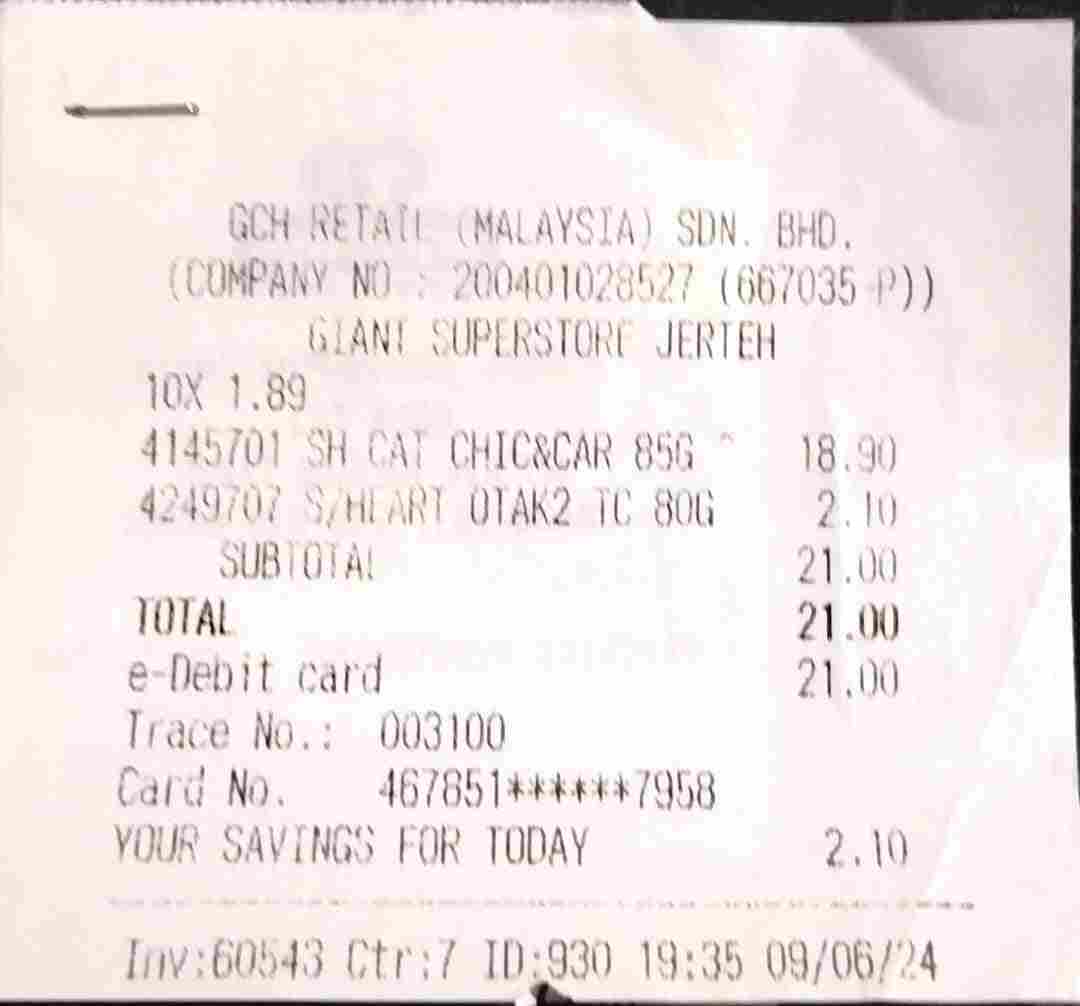 GCH RETAIL (MALAYSIA) SDN. BHD.
(COMPANY NO : 200401028527 (667035-P))
GIANT SUPERSTORE JERTEH
10X 1.89
4145701 SH CAT CHIC&CAR 85G ^ 18.90
4249707 S/HEART OTAK2 TC 80G 2.10
SUBTOTAL 21.00
TOTAL 21.00
e-Debit card 21.00
Trace No.: 003100
Card No. 467851******7958
YOUR SAVINGS FOR TODAY 2.10
Inv:60543 Ctr:7 ID:930 19:35 09/06/24